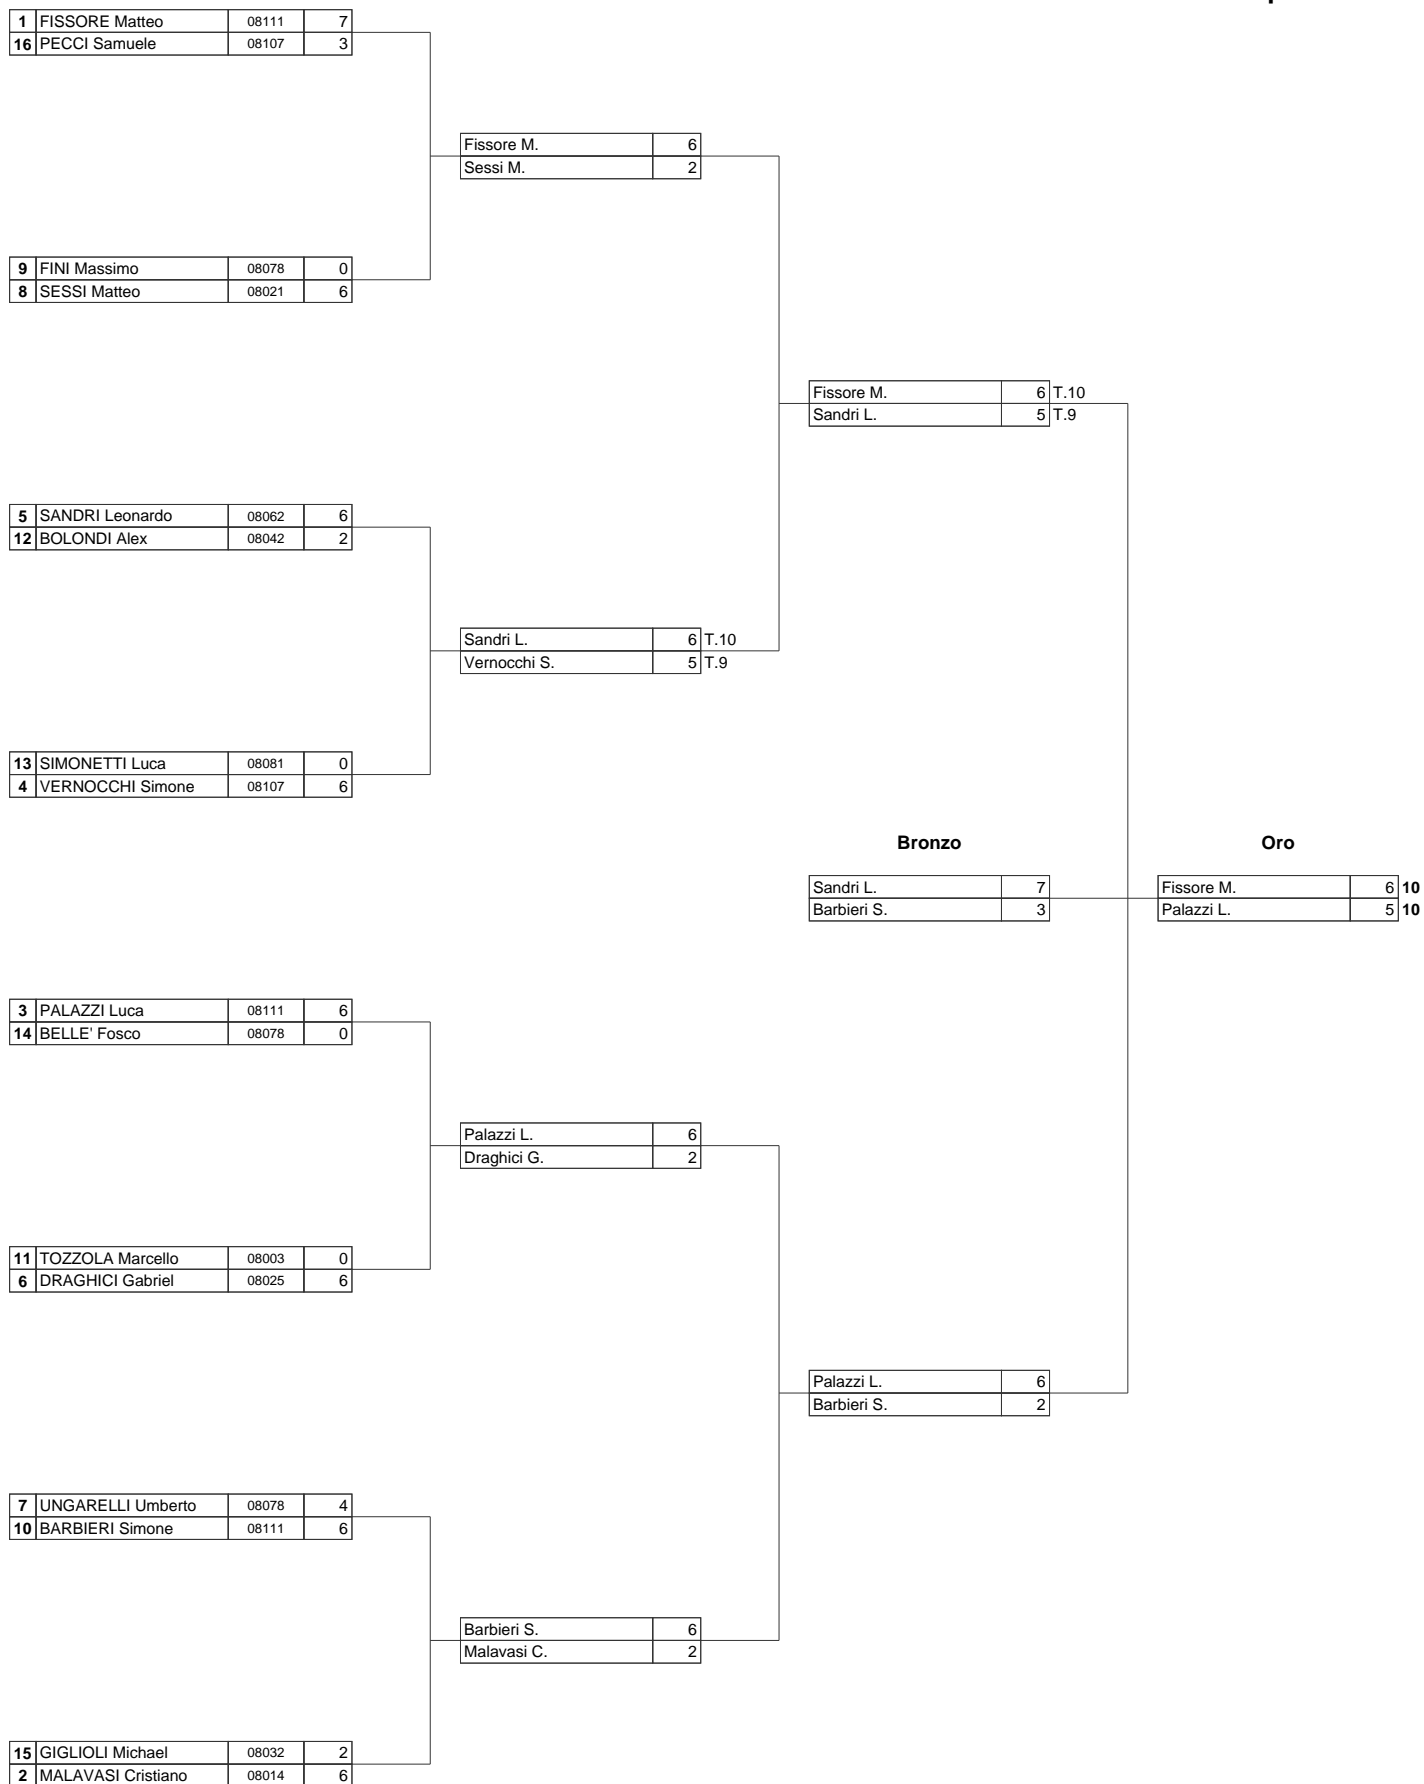 1 FISSORE Matteo 08111 7
16 PECCI Samuele 08107 3
Fissore M. 6
Sessi M. 2
9 FINI Massimo 08078 0
8 SESSI Matteo 08021 6
Fissore M. 6 T.10
Sandri L. 5 T.9
5 SANDRI Leonardo 08062 6
12 BOLONDI Alex 08042 2
Sandri L. 6 T.10
Vernocchi S. 5 T.9
13 SIMONETTI Luca 08081 0
4 VERNOCCHI Simone 08107 6
Bronzo Oro
Sandri L. 7 Fissore M. 6 10
Barbieri S. 3 Palazzi L. 5 10
3 PALAZZI Luca 08111 6
14 BELLE' Fosco 08078 0
Palazzi L. 6
Draghici G. 2
11 TOZZOLA Marcello 08003 0
6 DRAGHICI Gabriel 08025 6
Palazzi L. 6
Barbieri S. 2
7 UNGARELLI Umberto 08078 4
10 BARBIERI Simone 08111 6
Barbieri S. 6
Malavasi C. 2
15 GIGLIOLI Michael 08032 2
2 MALAVASI Cristiano 08014 6